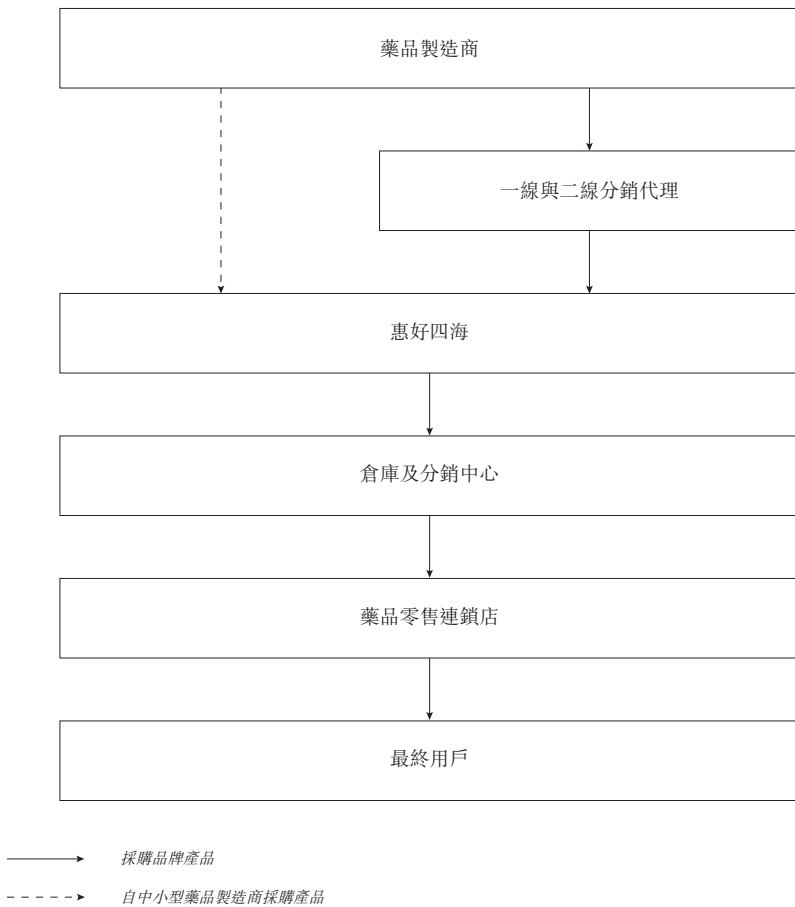 藥品製造商
一線與二線分銷代理
惠好四海
倉庫及分銷中心
藥品零售連鎖店
最終用戶
採購品牌產品
自中小型藥品製造商採購產品